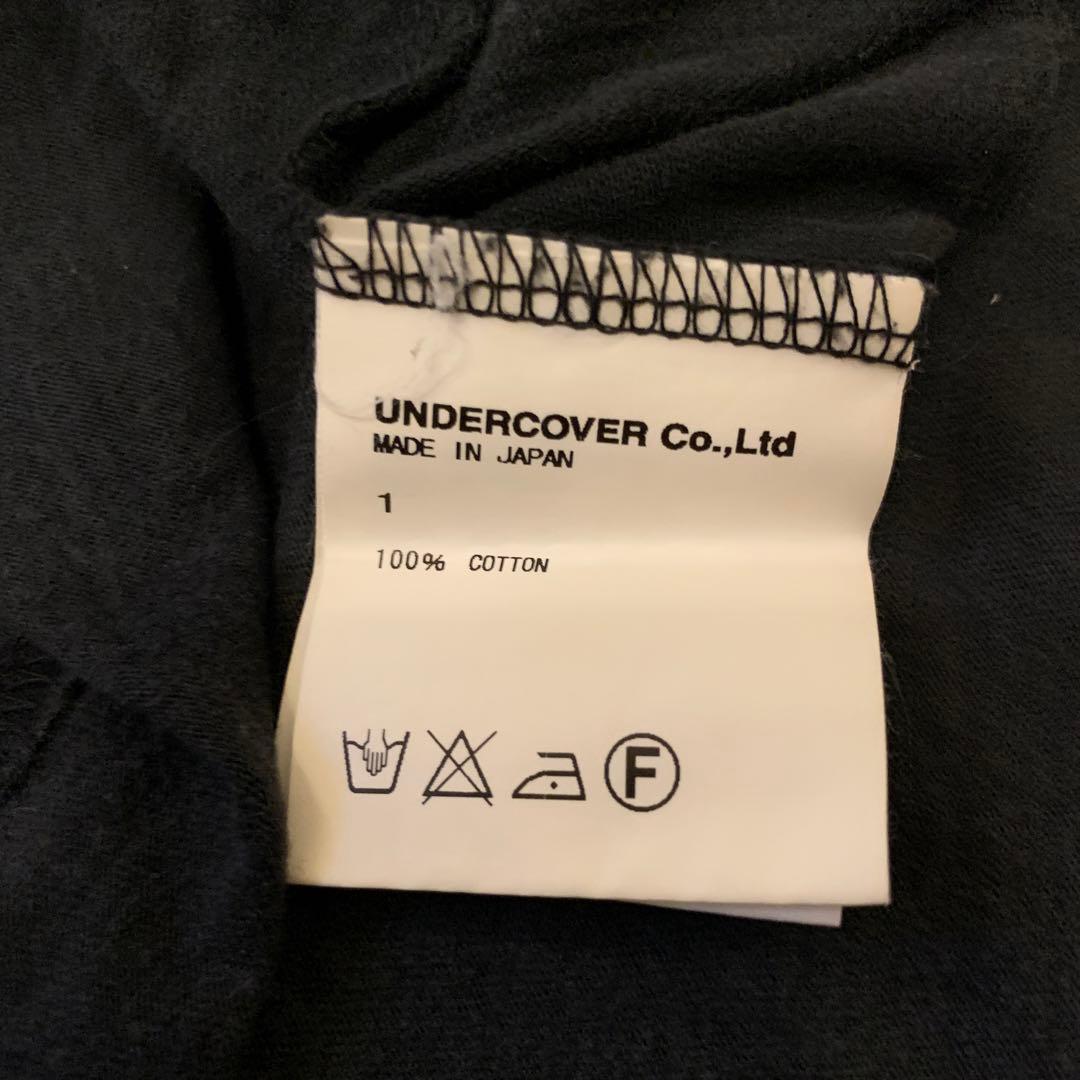 UNDERCOVER Co.,Ltd
MADE IN JAPAN
1
100% COTTON
F